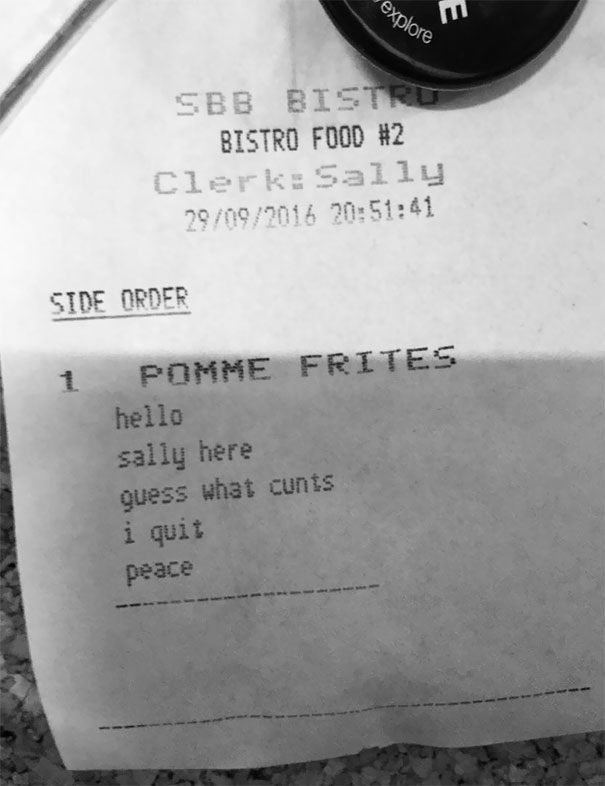 /explore
E
SBB BISTRO
BISTRO FOOD #2
Clerk:Sally
29/09/2016 20:51:41
SIDE ORDER
1 POMME FRITES
hello
sally here
guess what cunts
i quit
peace